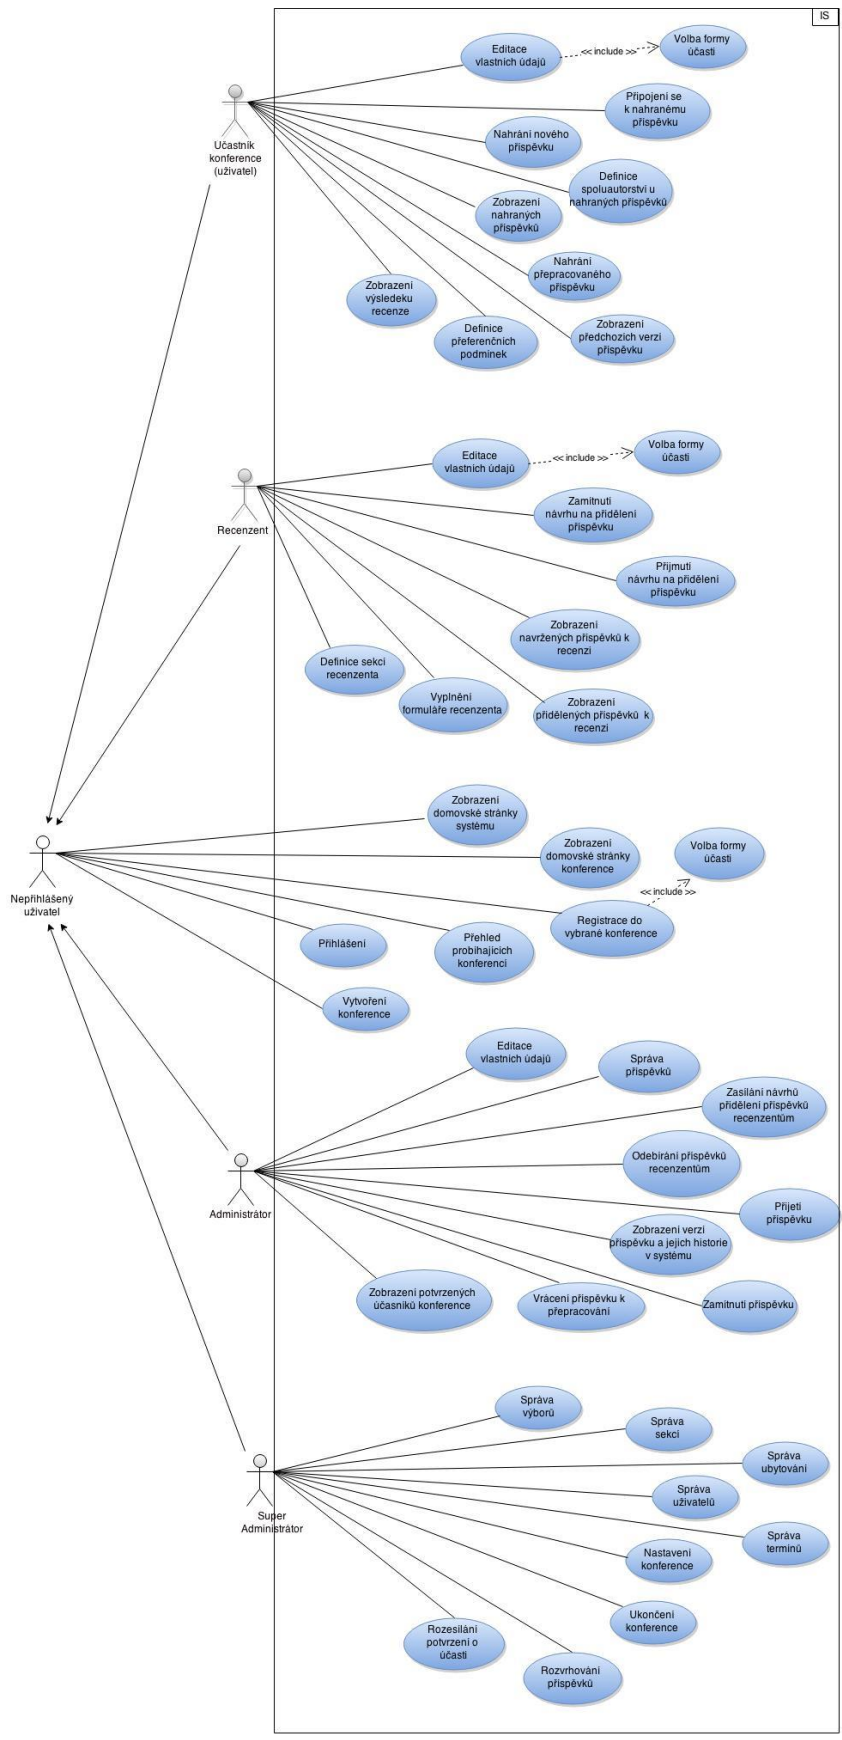 IS
Editace
vlastních údajů
<< include >>
Volba formy
účasti
Účastník
konference
(uživatel)
Připojení se
k nahranému
příspěvku
Nahrání nového
příspěvku
Definice
spoluautorství u
nahraných příspěvků
Zobrazení
nahraných
příspěvků
Nahrání
přepracovaného
příspěvku
Zobrazení
výsledeku
recenze
Definice
preferenčních
podmínek
Zobrazení
předchozích verzí
příspěvku
Editace
vlastních údajů
<< include >>
Volba formy
účasti
Recenzent
Zamítnutí
návrhu na přidělení
příspěvku
Přijmutí
návrhu na přidělení
příspěvku
Zobrazení
navržených příspěvků k
recenzi
Definice sekcí
recenzenta
Vyplnění
formuláře recenzenta
Zobrazení
přidělených příspěvků k
recenzi
Zobrazení
domovské stránky
systému
Zobrazení
domovské stránky
konference
Volba formy
účasti
<< include >>
Nepřihlášený
uživatel
Registrace do
vybrané konference
Přihlášení
Přehled
probíhajících
konferencí
Vytvoření
konference
Editace
vlastních údajů
Správa
příspěvků
Zasílání návrhů
přidělení příspěvků
recenzentům
Odebírání příspěvků
recenzentům
Administrátor
Přijetí
příspěvku
Zobrazení verzí
příspěvku a jejich historie
v systému
Zobrazení potvrzených
účasníků konference
Vrácení příspěvku k
přepracování
Zamítnutí příspěvku
Správa
výborů
Správa
sekcí
Správa
ubytování
Správa
uživatelů
Super
Administrátor
Správa
termínů
Nastavení
konference
Ukončení
konference
Rozesílání
potvrzení o
účasti
Rozvrhování
příspěvků